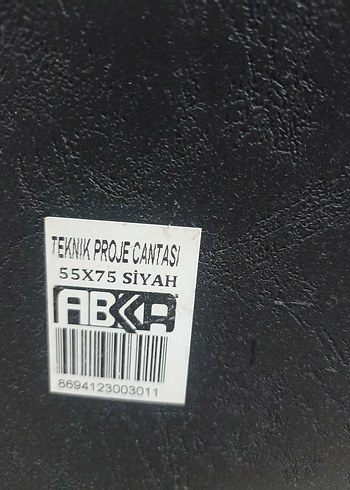 TEKNIK PROJE CANTASI
55X75 SİYAH
ABKA
8694123003011